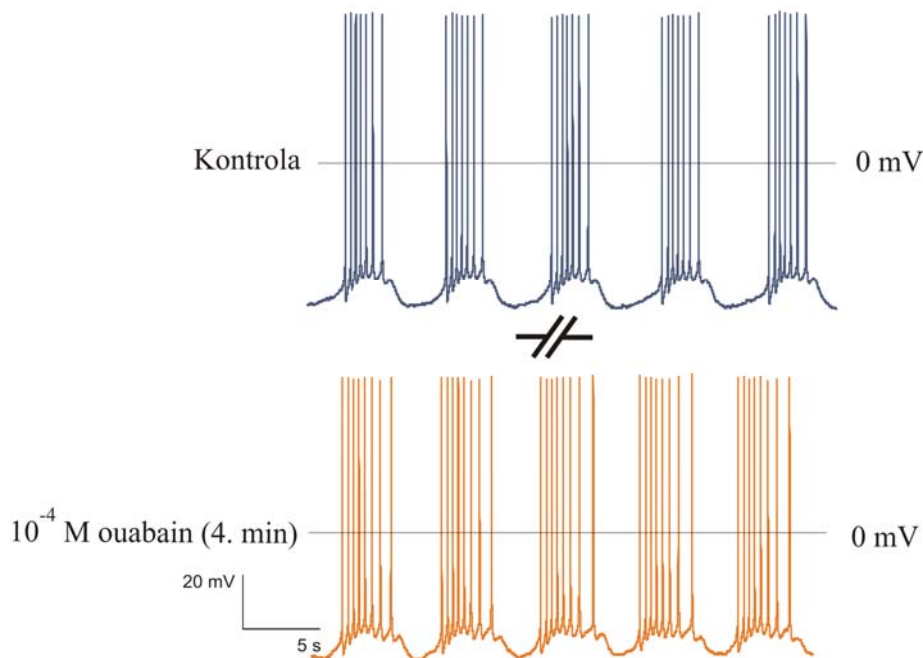 Kontrola
0 mV
10⁻⁴ M ouabain (4. min)
0 mV
20 mV
5 s